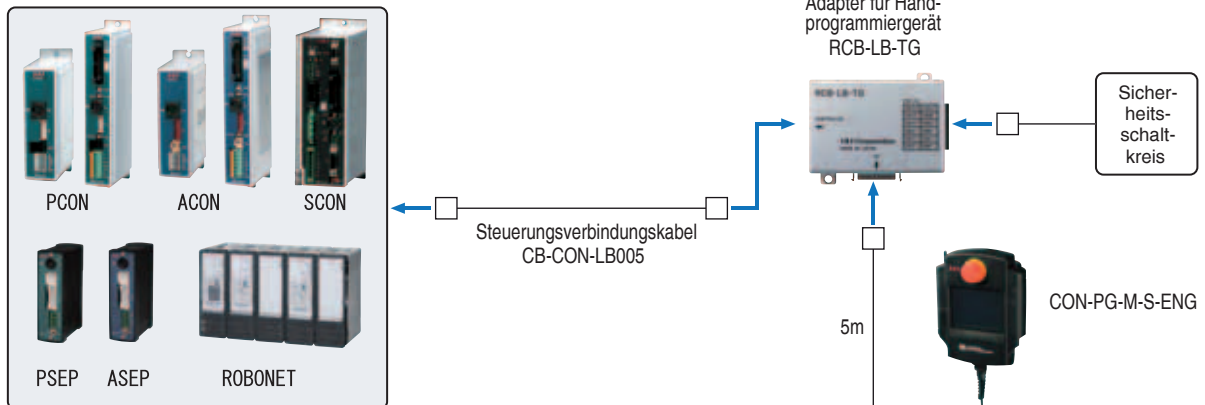 Adapter für Hand-
programmiergerät
RCB-LB-TG
RCB-LB-TG
Sicher-
heits-
schalt-
kreis
PCON
ACON
SCON
Steuerungsverbindungskabel
CB-CON-LB005
CON-PG-M-S-ENG
5m
PSEP
ASEP
ROBONET